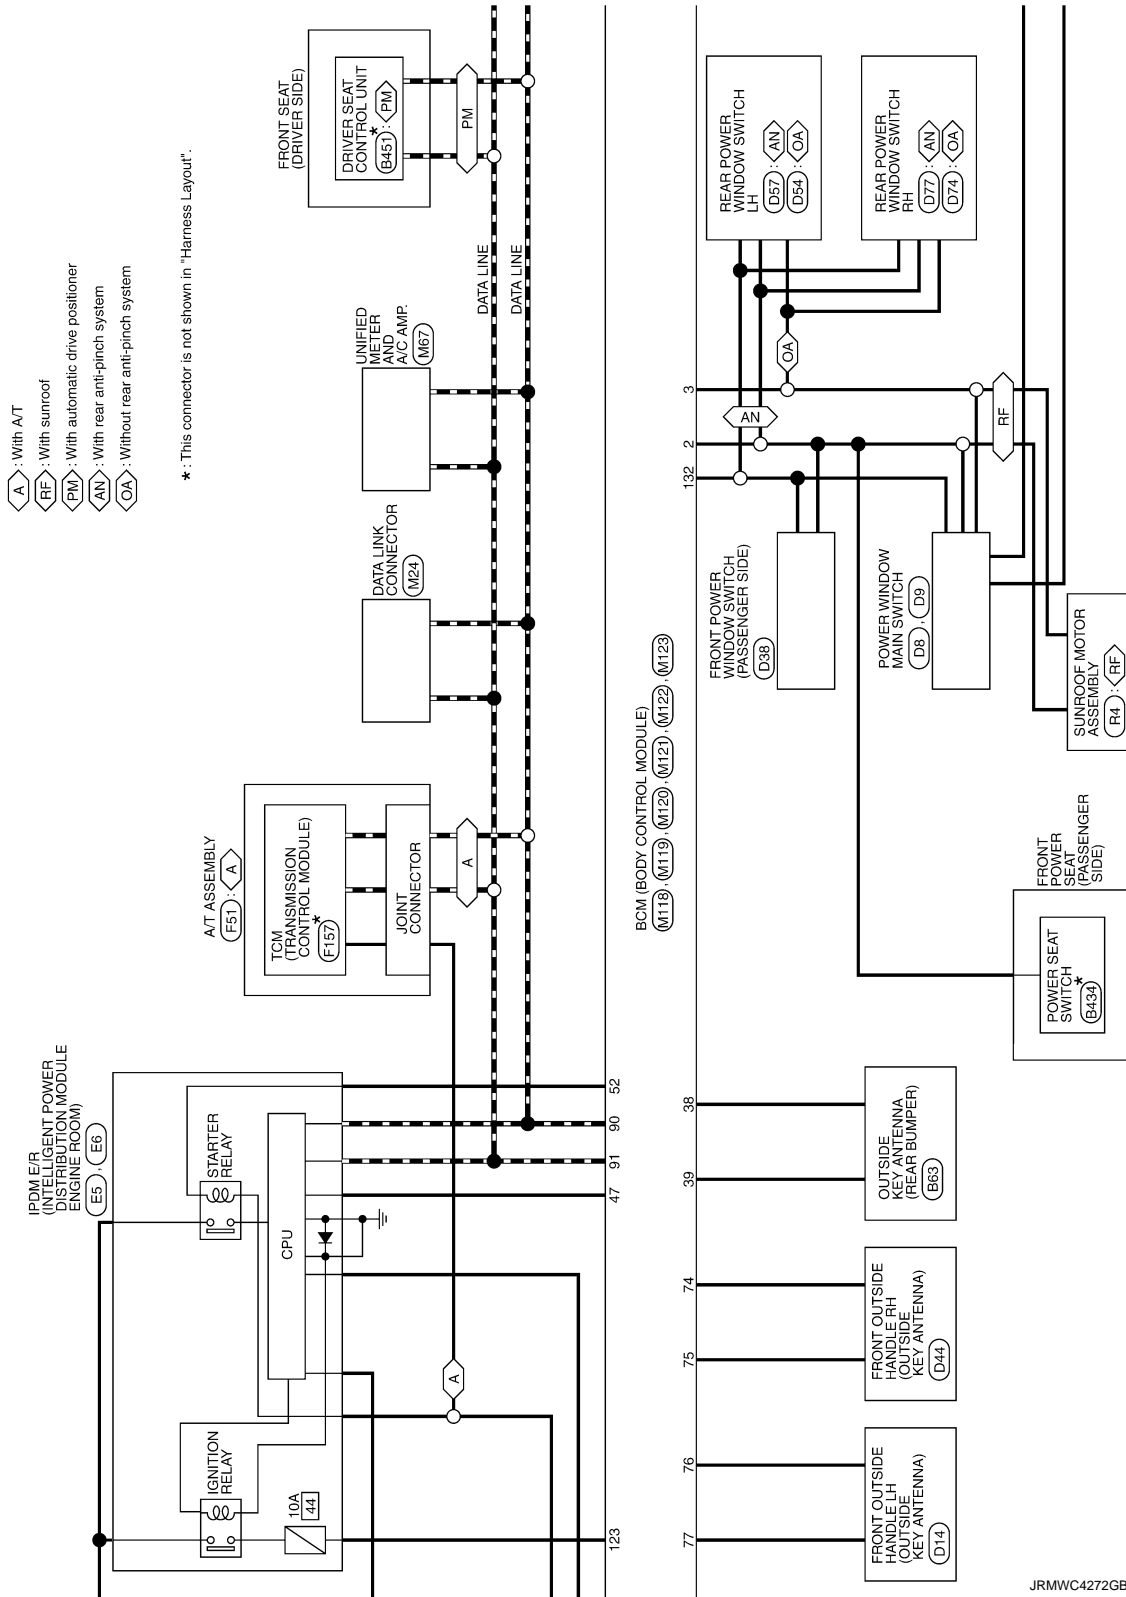 A : With A/T
RF : With sunroof
PM : With automatic drive positioner
AN : With rear anti-pinch system
OA : Without rear anti-pinch system
* : This connector is not shown in "Harness Layout".
IPDM E/R
(INTELLIGENT POWER
DISTRIBUTION MODULE
ENGINE ROOM)
E5 , E6
IGNITION
RELAY
10A
44
STARTER
RELAY
CPU
A
A/T ASSEMBLY
F51 : A
TCM
(TRANSMISSION
CONTROL MODULE)
*
F157
JOINT
CONNECTOR
A
DATA LINK
CONNECTOR
M24
UNIFIED
METER
AND
A/C AMP.
M67
DATA LINE
DATA LINE
FRONT SEAT
(DRIVER SIDE)
DRIVER SEAT
CONTROL UNIT
*
B451 : PM
PM
123
47
91
90
52
BCM (BODY CONTROL MODULE)
M118 , M119 , M120 , M121 , M122 , M123
77
76
75
74
39
38
132
2
3
FRONT OUTSIDE
HANDLE LH
(OUTSIDE
KEY ANTENNA)
D14
FRONT OUTSIDE
HANDLE RH
(OUTSIDE
KEY ANTENNA)
D44
OUTSIDE
KEY ANTENNA
(REAR BUMPER)
B63
FRONT
POWER
SEAT
(PASSENGER
SIDE)
POWER SEAT
SWITCH
*
B434
FRONT POWER
WINDOW SWITCH
(PASSENGER SIDE)
D38
POWER WINDOW
MAIN SWITCH
D8 , D9
SUNROOF MOTOR
ASSEMBLY
R4 : RF
AN
OA
RF
REAR POWER
WINDOW SWITCH
LH
D57 : AN
D54 : OA
REAR POWER
WINDOW SWITCH
RH
D77 : AN
D74 : OA
JRMWC4272GB